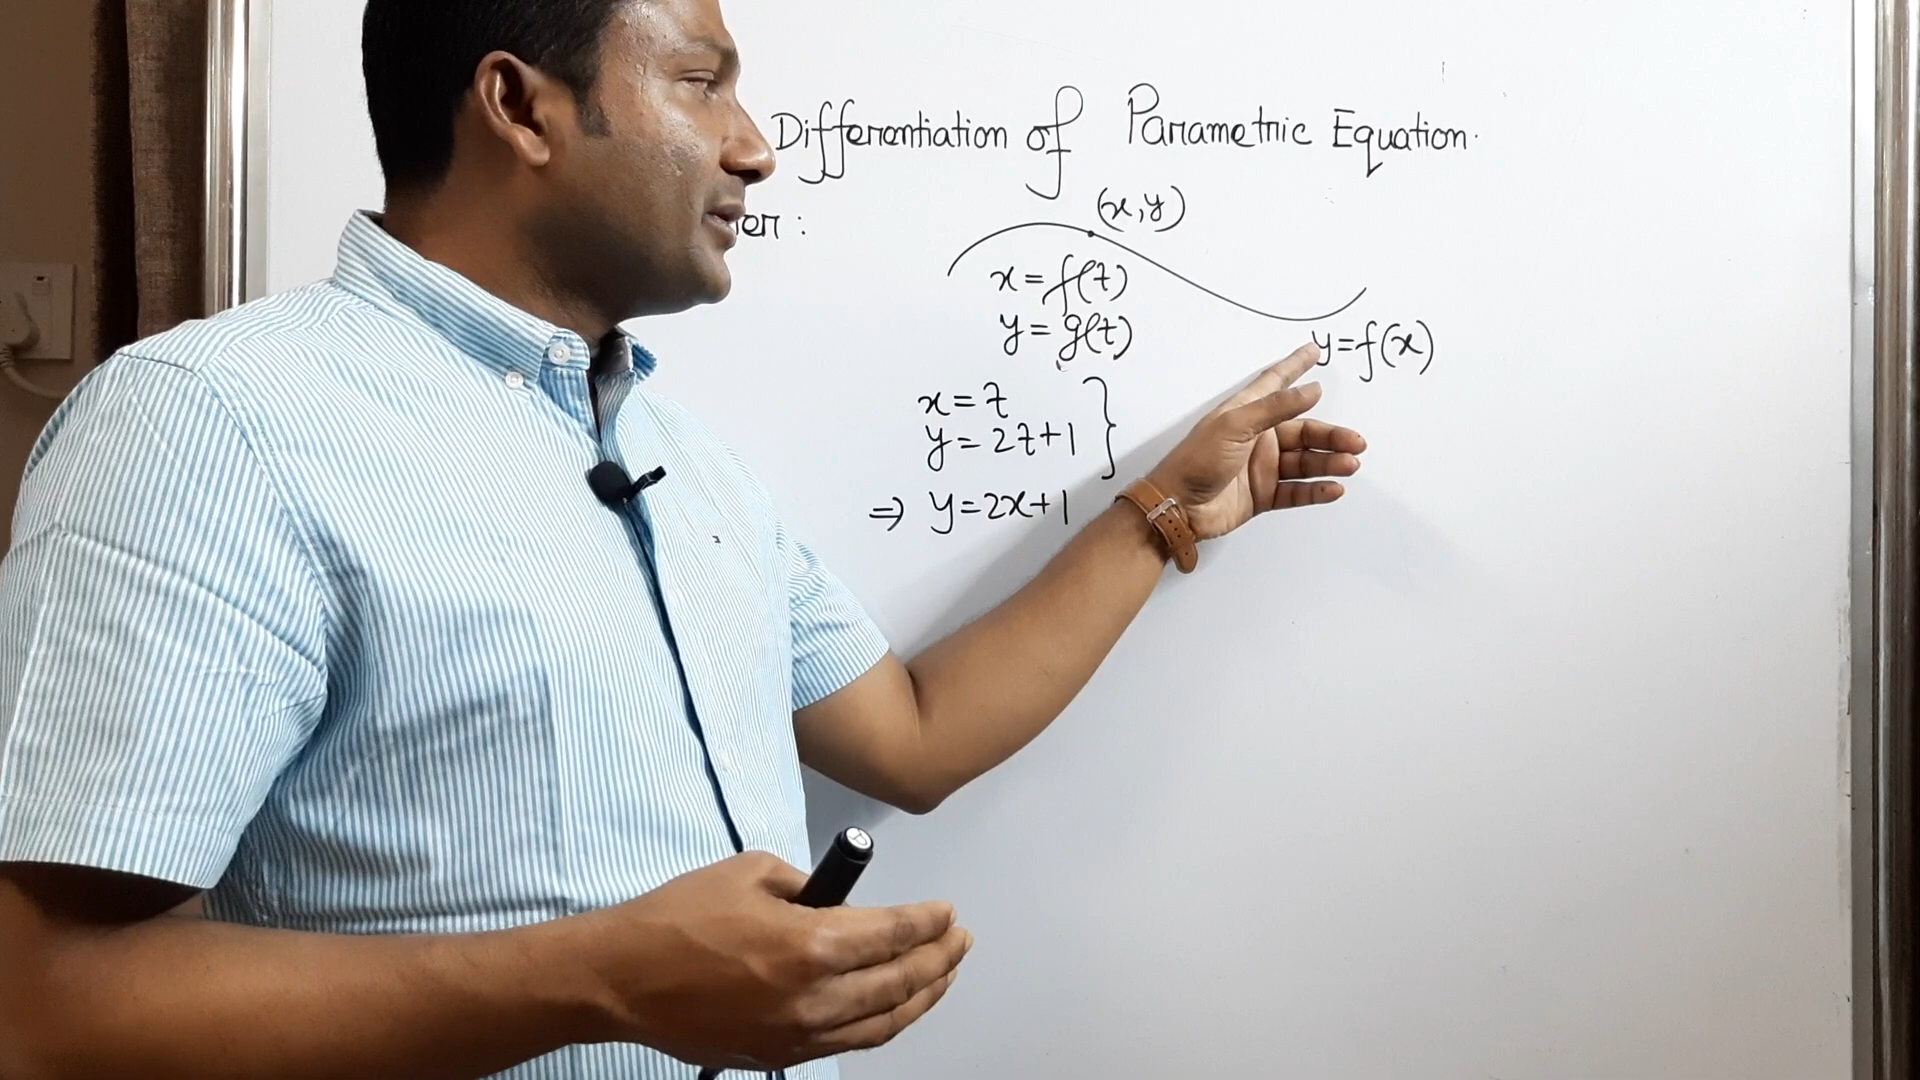 Differentiation of Parametric Equation.
(x,y)
x = f(t)
y = g(t)
y=f(x)
x = t
y = 2t+1 }
⇒ y=2x+1